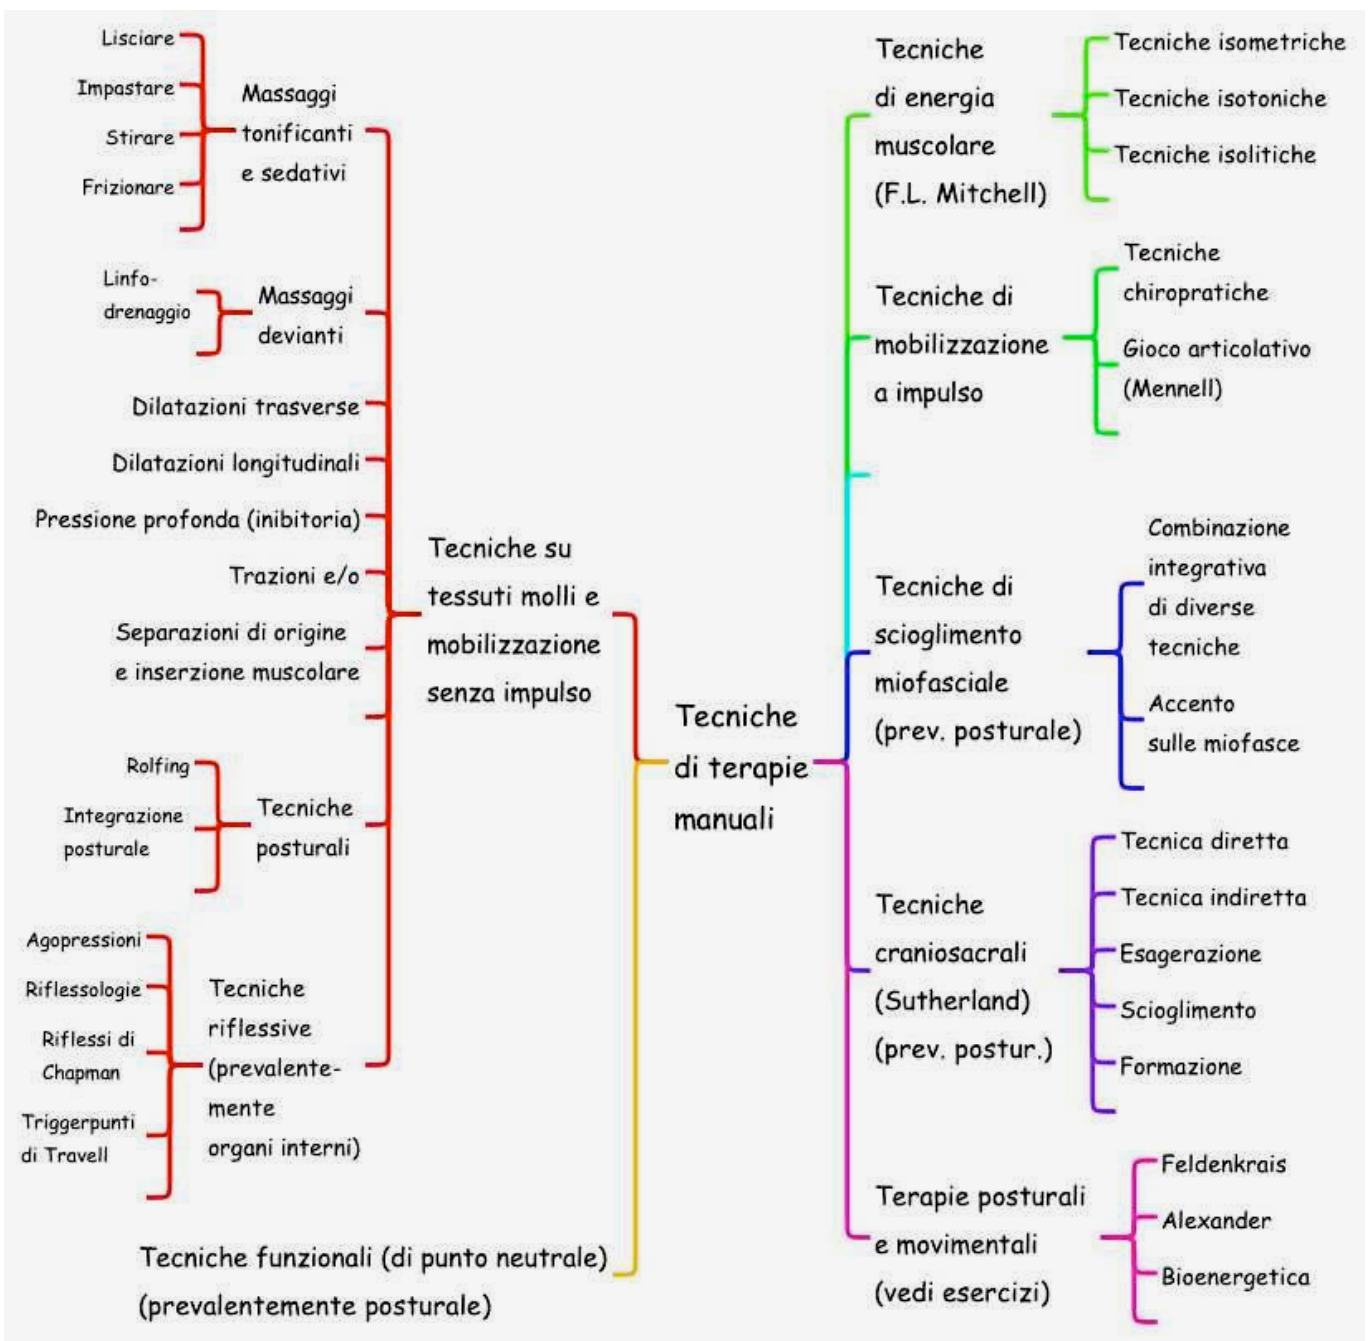 Lisciare
Impastare
Stirare
Frizionare
Massaggi
tonificanti
e sedativi
Linfo-
drenaggio
Massaggi
devianti
Dilatazioni trasverse
Dilatazioni longitudinali
Pressione profonda (inibitoria)
Trazioni e/o
Separazioni di origine
e inserzione muscolare
Rolfing
Integrazione
posturale
Tecniche
posturali
Agopressioni
Riflessologie
Riflessi di
Chapman
Triggerpunti
di Travell
Tecniche
riflessive
(prevalente-
mente
organi interni)
Tecniche su
tessuti molli e
mobilizzazione
senza impulso
Tecniche funzionali (di punto neutrale)
(prevalentemente posturale)
Tecniche
di terapie
manuali
Tecniche
di energia
muscolare
(F.L. Mitchell)
Tecniche isometriche
Tecniche isotoniche
Tecniche isolitiche
Tecniche di
mobilizzazione
a impulso
Tecniche
chiropratiche
Gioco articolativo
(Mennell)
Tecniche di
scioglimento
miofasciale
(prev. posturale)
Combinazione
integrativa
di diverse
tecniche
Accento
sulle miofasce
Tecniche
craniosacrali
(Sutherland)
(prev. postur.)
Tecnica diretta
Tecnica indiretta
Esagerazione
Scioglimento
Formazione
Terapie posturali
e movimentali
(vedi esercizi)
Feldenkrais
Alexander
Bioenergetica